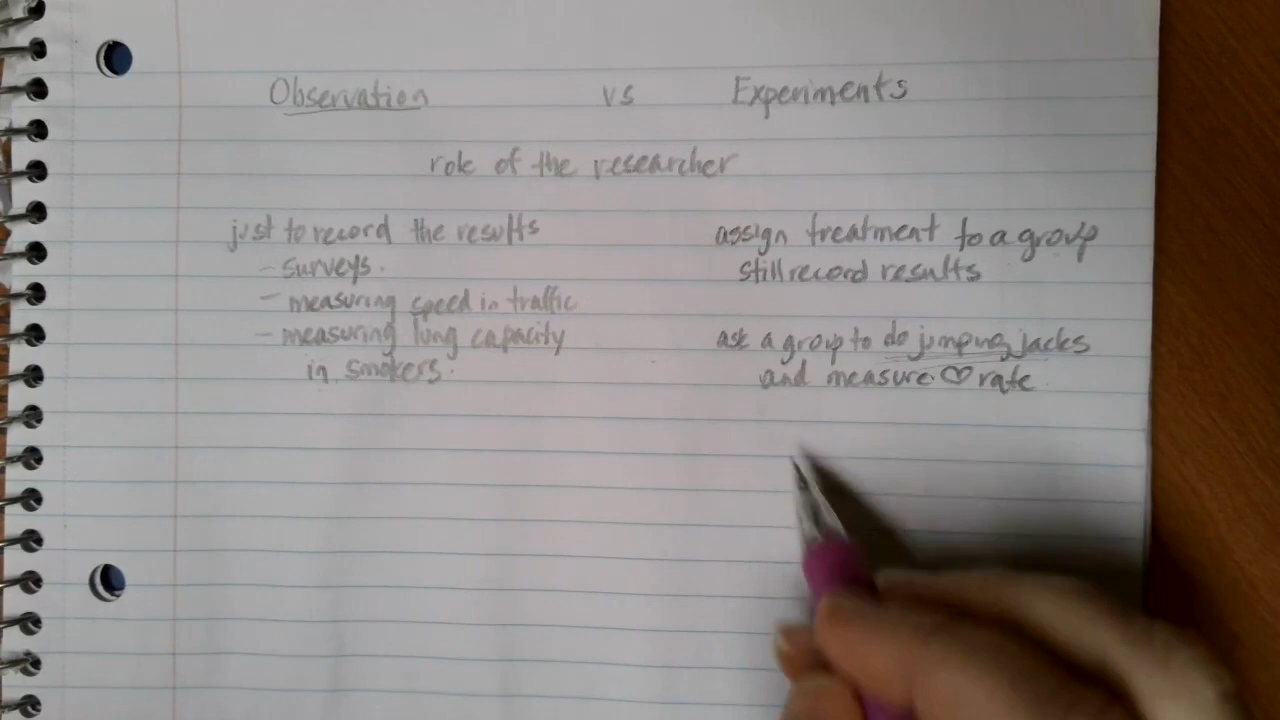 Observation vs Experiments
role of the researcher
just to record the results
- surveys.
- measuring speed in traffic
- measuring lung capacity
in smokers.
assign treatment to a group
still record results
ask a group to do jumping jacks
and measure ♡ rate